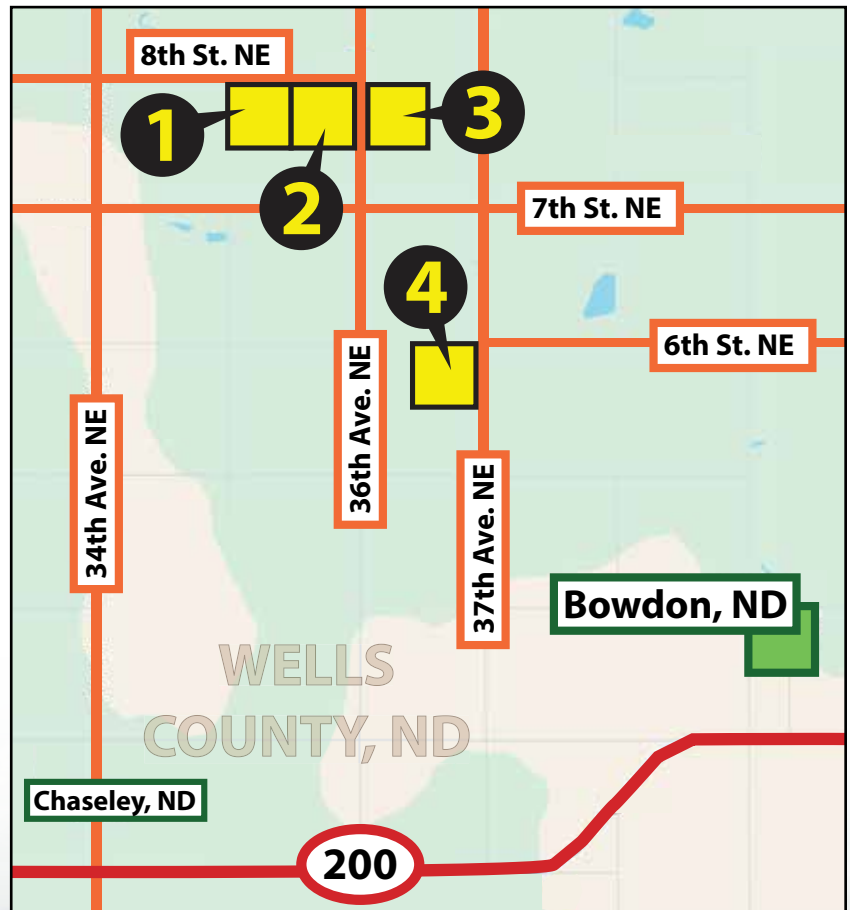 8th St. NE
1
2
3
7th St. NE
4
6th St. NE
36th Ave. NE
34th Ave. NE
37th Ave. NE
Bowdon, ND
WELLS
COUNTY, ND
Chaseley, ND
200